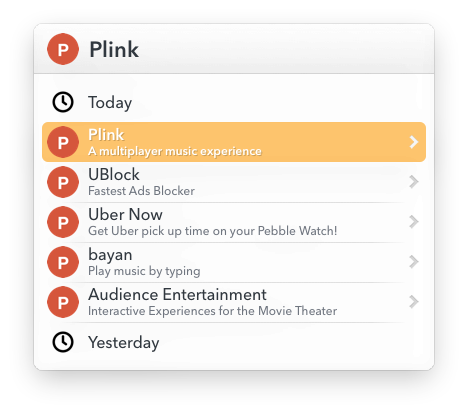 P Plink
Today
P Plink
A multiplayer music experience
P UBlock
Fastest Ads Blocker
P Uber Now
Get Uber pick up time on your Pebble Watch!
P bayan
Play music by typing
P Audience Entertainment
Interactive Experiences for the Movie Theater
Yesterday